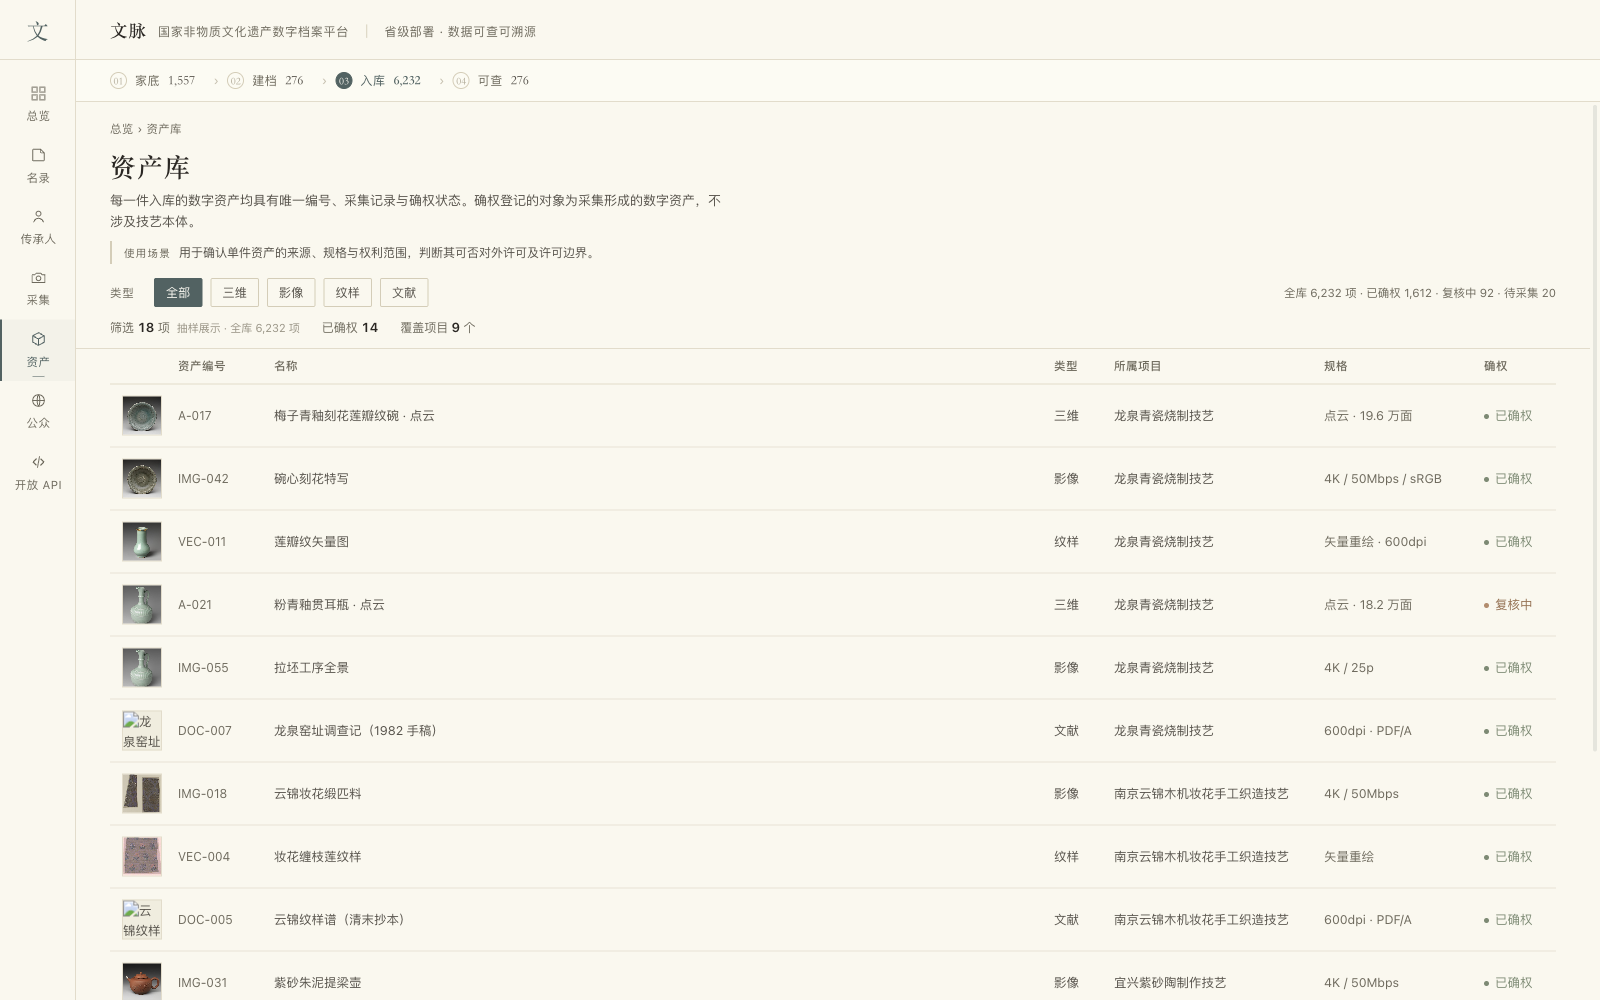 文
文脉 国家非物质文化遗产数字档案平台 | 省级部署 · 数据可查可溯源
01 家底 1,557 › 02 建档 276 › 03 入库 6,232 › 04 可查 276
总览
名录
传承人
采集
资产
公众
开放 API
总览 › 资产库
资产库
每一件入库的数字资产均具有唯一编号、采集记录与确权状态。确权登记的对象为采集形成的数字资产，不
涉及技艺本体。
使用场景 用于确认单件资产的来源、规格与权利范围，判断其可否对外许可及许可边界。
类型 全部 三维 影像 纹样 文献 全库 6,232 项 · 已确权 1,612 · 复核中 92 · 待采集 20
筛选 18 项 抽样展示 · 全库 6,232 项 已确权 14 覆盖项目 9 个
资产编号 名称 类型 所属项目 规格 确权
A-017 梅子青釉刻花莲瓣纹碗 · 点云 三维 龙泉青瓷烧制技艺 点云 · 19.6 万面 已确权
IMG-042 碗心刻花特写 影像 龙泉青瓷烧制技艺 4K / 50Mbps / sRGB 已确权
VEC-011 莲瓣纹矢量图 纹样 龙泉青瓷烧制技艺 矢量重绘 · 600dpi 已确权
A-021 粉青釉贯耳瓶 · 点云 三维 龙泉青瓷烧制技艺 点云 · 18.2 万面 复核中
IMG-055 拉坯工序全景 影像 龙泉青瓷烧制技艺 4K / 25p 已确权
龙
泉窑址
DOC-007 龙泉窑址调查记（1982 手稿） 文献 龙泉青瓷烧制技艺 600dpi · PDF/A 已确权
IMG-018 云锦妆花缎匹料 影像 南京云锦木机妆花手工织造技艺 4K / 50Mbps 已确权
VEC-004 妆花缠枝莲纹样 纹样 南京云锦木机妆花手工织造技艺 矢量重绘 已确权
云
锦纹样
DOC-005 云锦纹样谱（清末抄本） 文献 南京云锦木机妆花手工织造技艺 600dpi · PDF/A 已确权
IMG-031 紫砂朱泥提梁壶 影像 宜兴紫砂陶制作技艺 4K / 50Mbps 已确权